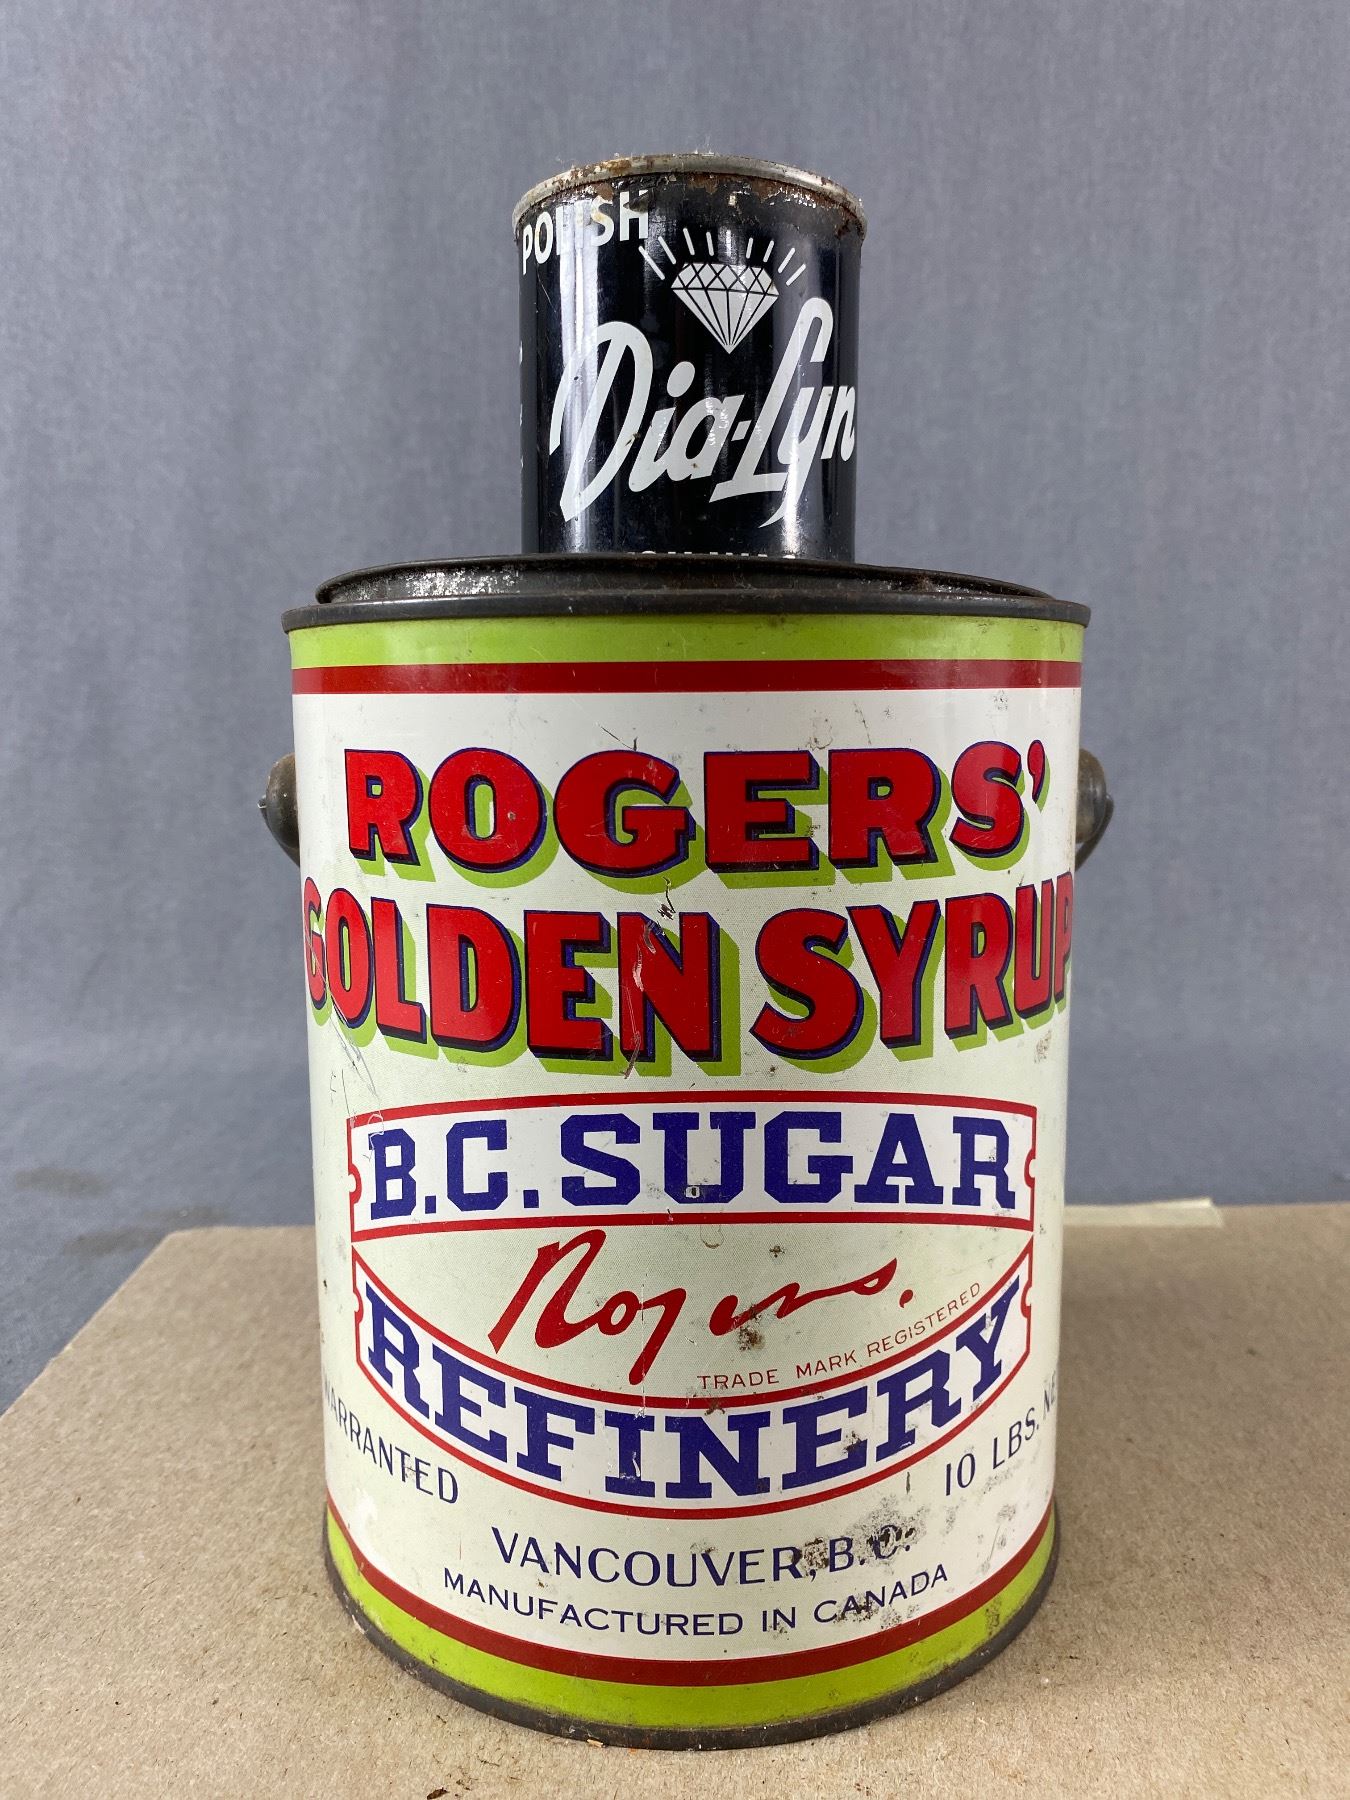 POLISH
Dia-Lyn
ROGERS'
GOLDEN SYRUP
B.C. SUGAR
Rogers.
TRADE MARK REGISTERED
REFINERY
WARRANTED
10 LBS.
VANCOUVER, B.C.
MANUFACTURED IN CANADA